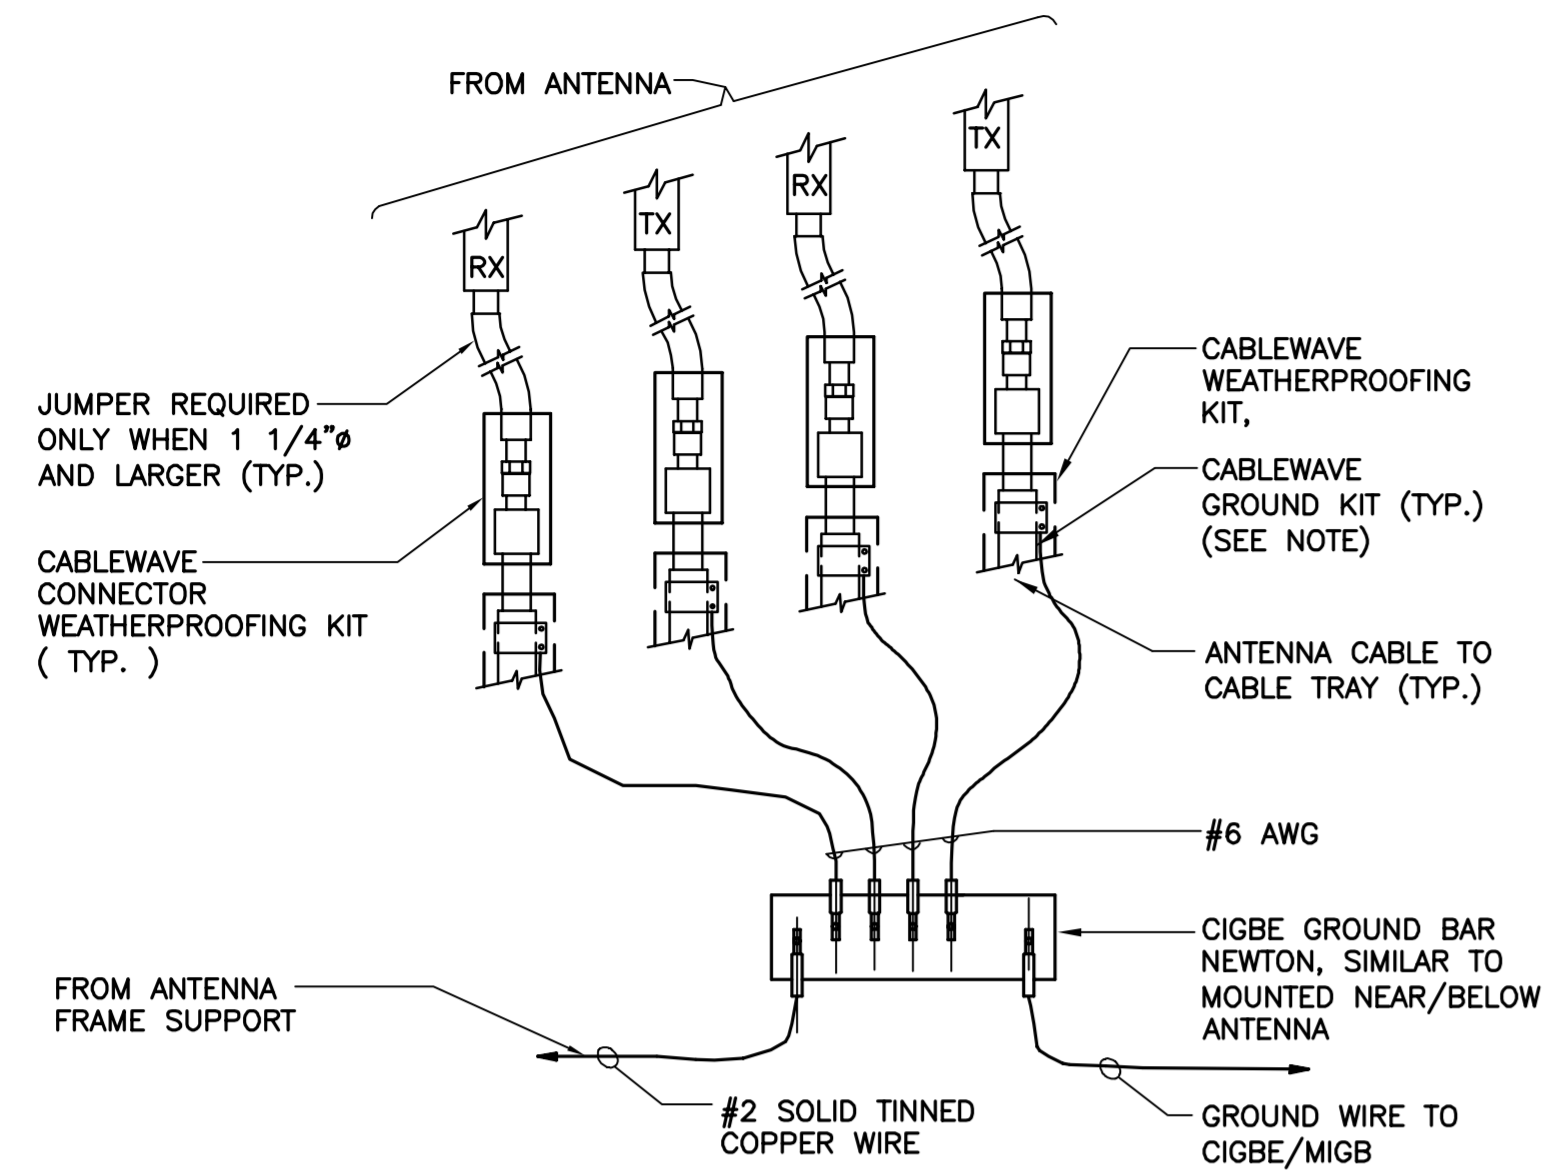 FROM ANTENNA
TX
RX
TX
RX
JUMPER REQUIRED
ONLY WHEN 1 1/4"ø
AND LARGER (TYP.)
CABLEWAVE
CONNECTOR
WEATHERPROOFING KIT
( TYP. )
CABLEWAVE
WEATHERPROOFING
KIT,
CABLEWAVE
GROUND KIT (TYP.)
(SEE NOTE)
ANTENNA CABLE TO
CABLE TRAY (TYP.)
#6 AWG
CIGBE GROUND BAR
NEWTON, SIMILAR TO
MOUNTED NEAR/BELOW
ANTENNA
FROM ANTENNA
FRAME SUPPORT
#2 SOLID TINNED
COPPER WIRE
GROUND WIRE TO
CIGBE/MIGB